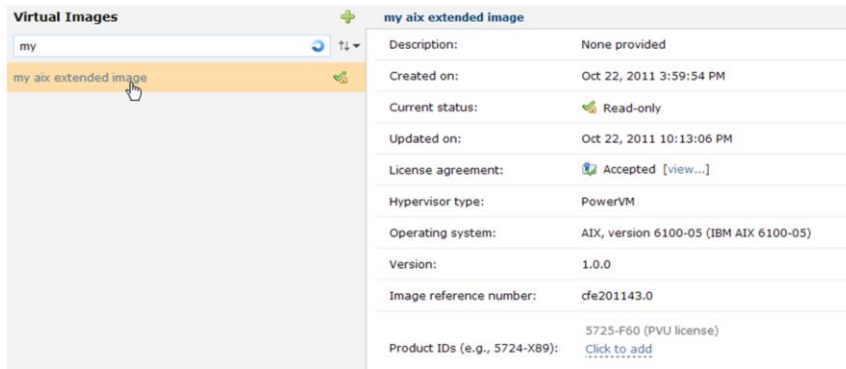 Virtual Images
my
my aix extended image
my aix extended image
Description: None provided
Created on: Oct 22, 2011 3:59:54 PM
Current status: Read-only
Updated on: Oct 22, 2011 10:13:06 PM
License agreement: Accepted [view...]
Hypervisor type: PowerVM
Operating system: AIX, version 6100-05 (IBM AIX 6100-05)
Version: 1.0.0
Image reference number: cfe201143.0
5725-F60 (PVU license)
Product IDs (e.g., 5724-X89): Click to add